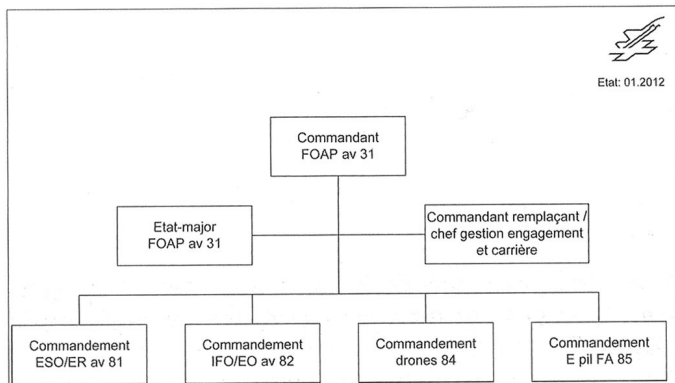 Etat: 01.2012
Commandant
FOAP av 31
Etat-major
FOAP av 31
Commandant remplaçant /
chef gestion engagement
et carrière
Commandement
ESO/ER av 81
Commandement
IFO/EO av 82
Commandement
drones 84
Commandement
E pil FA 85